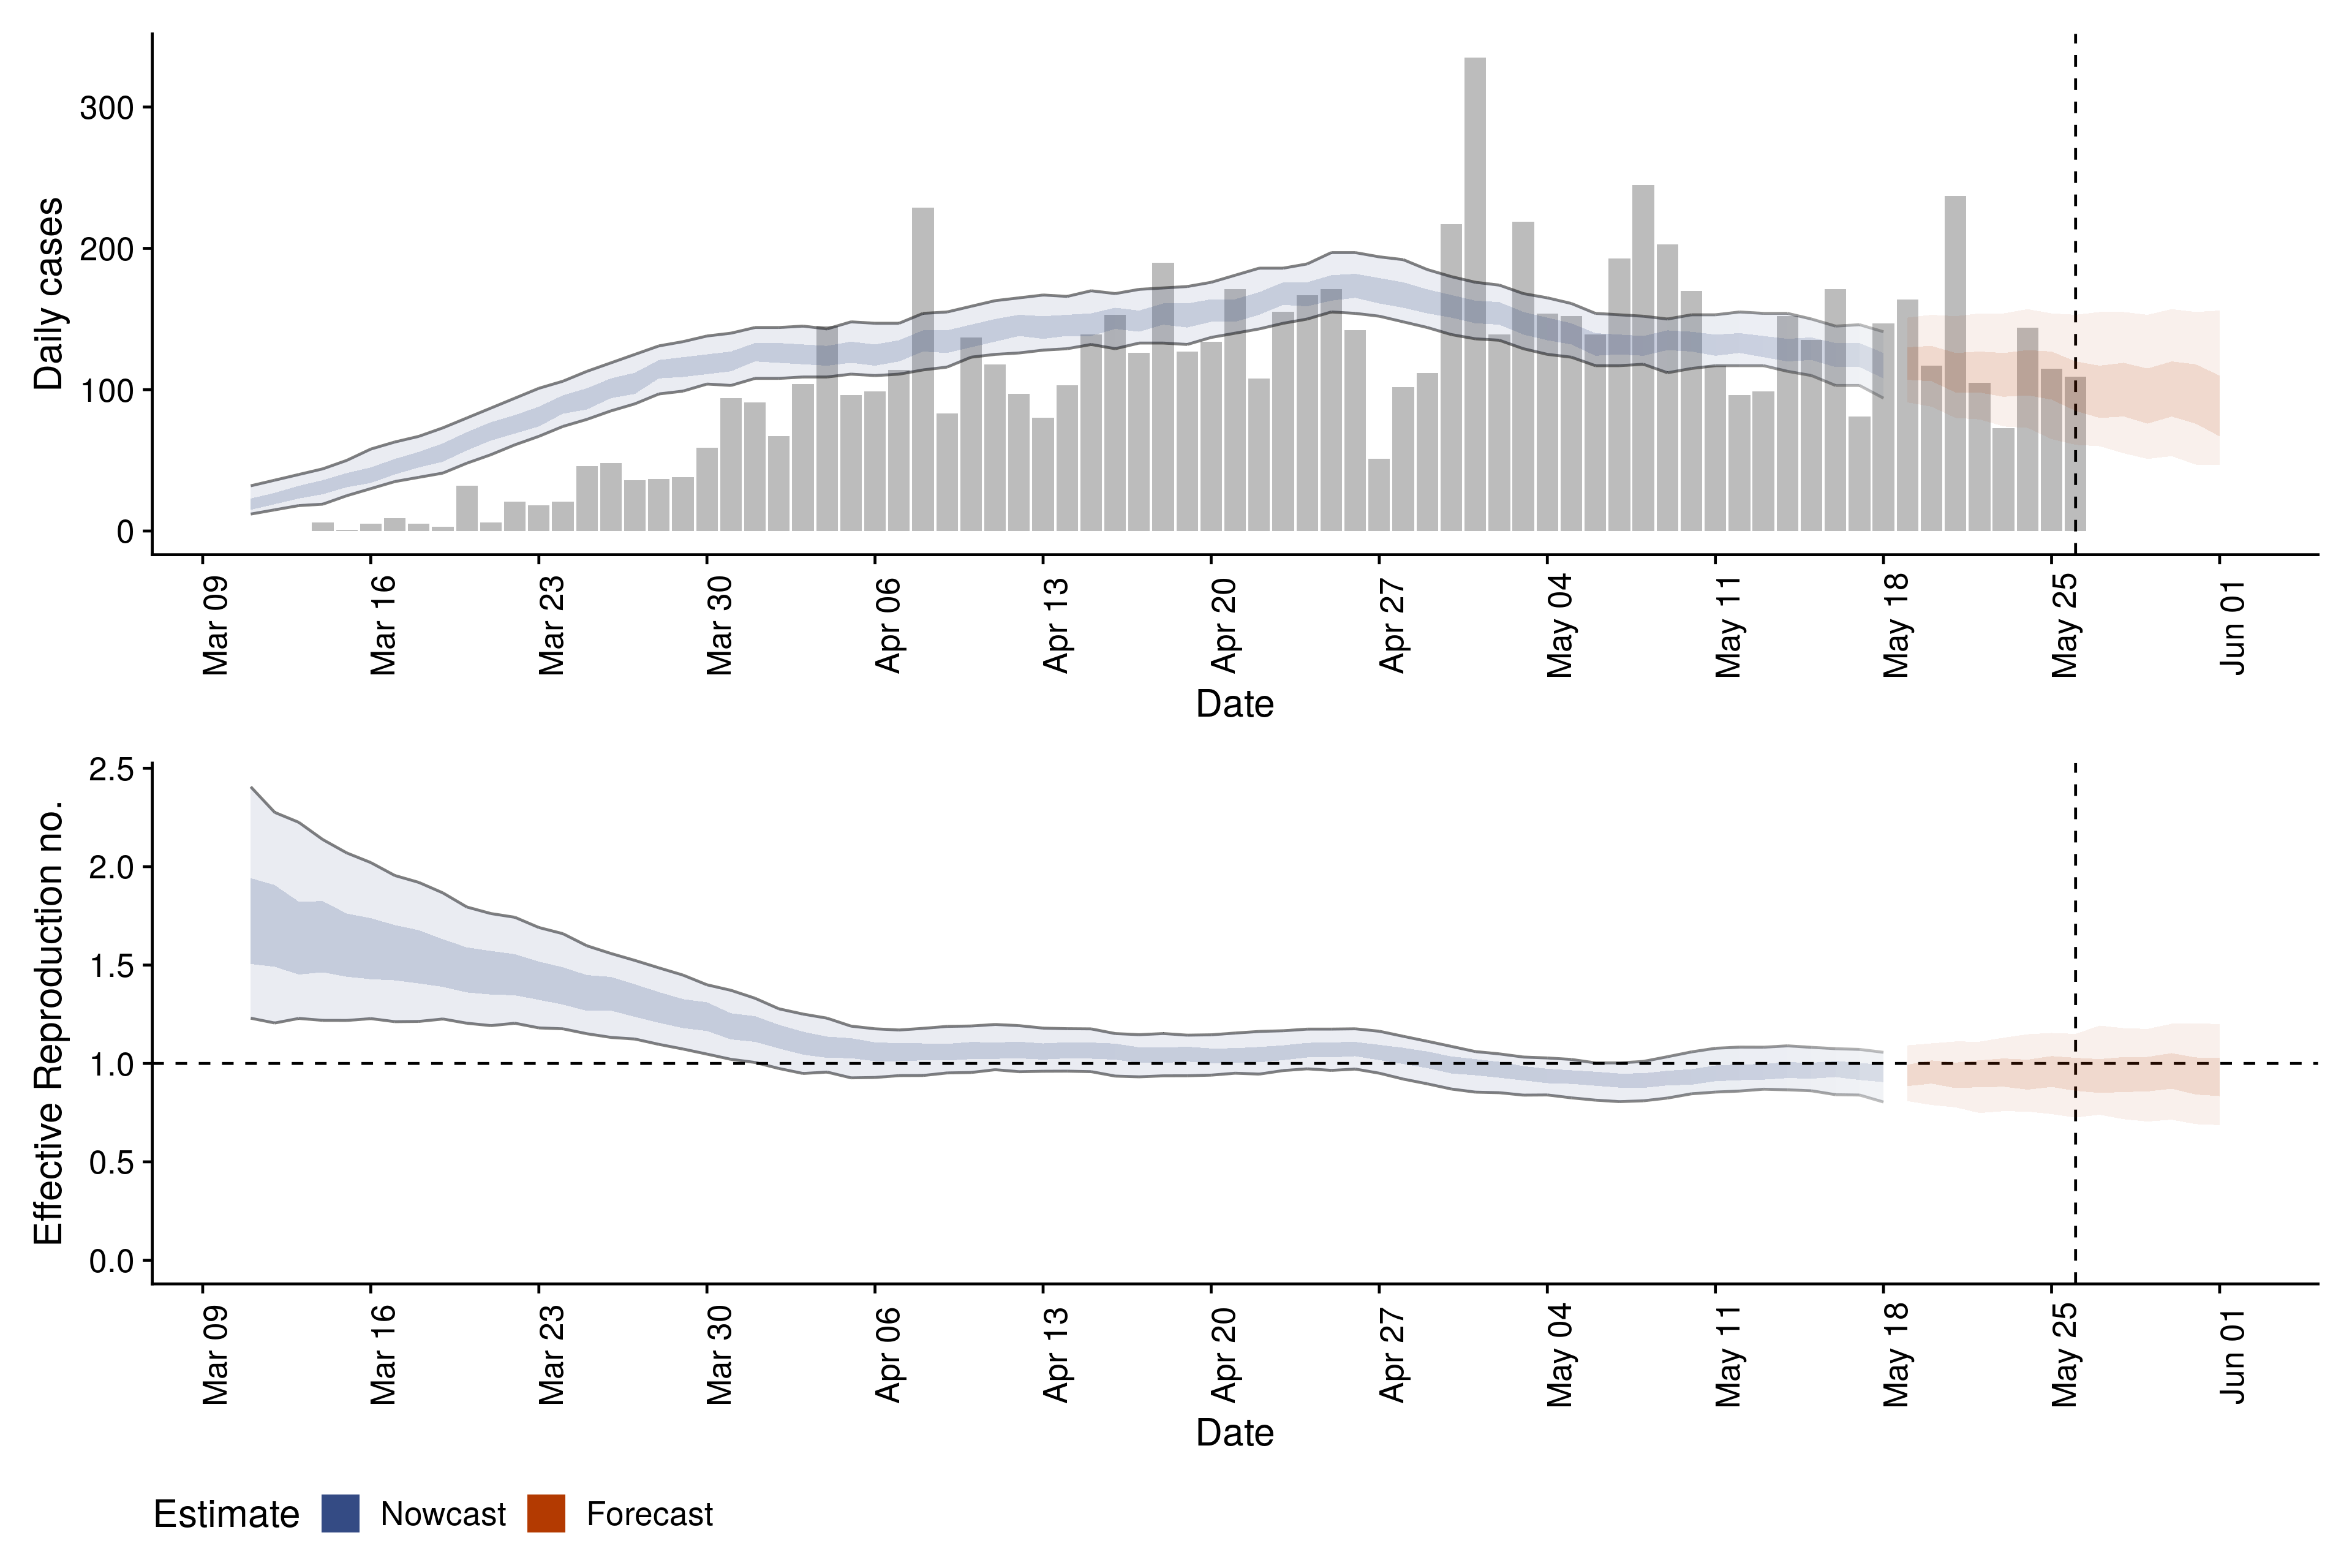 Daily cases
300
200
100
0
Mar 09 Mar 16 Mar 23 Mar 30 Apr 06 Apr 13 Apr 20 Apr 27 May 04 May 11 May 18 May 25 Jun 01
Date
Effective Reproduction no.
2.5
2.0
1.5
1.0
0.5
0.0
Mar 09 Mar 16 Mar 23 Mar 30 Apr 06 Apr 13 Apr 20 Apr 27 May 04 May 11 May 18 May 25 Jun 01
Date
Estimate Nowcast Forecast